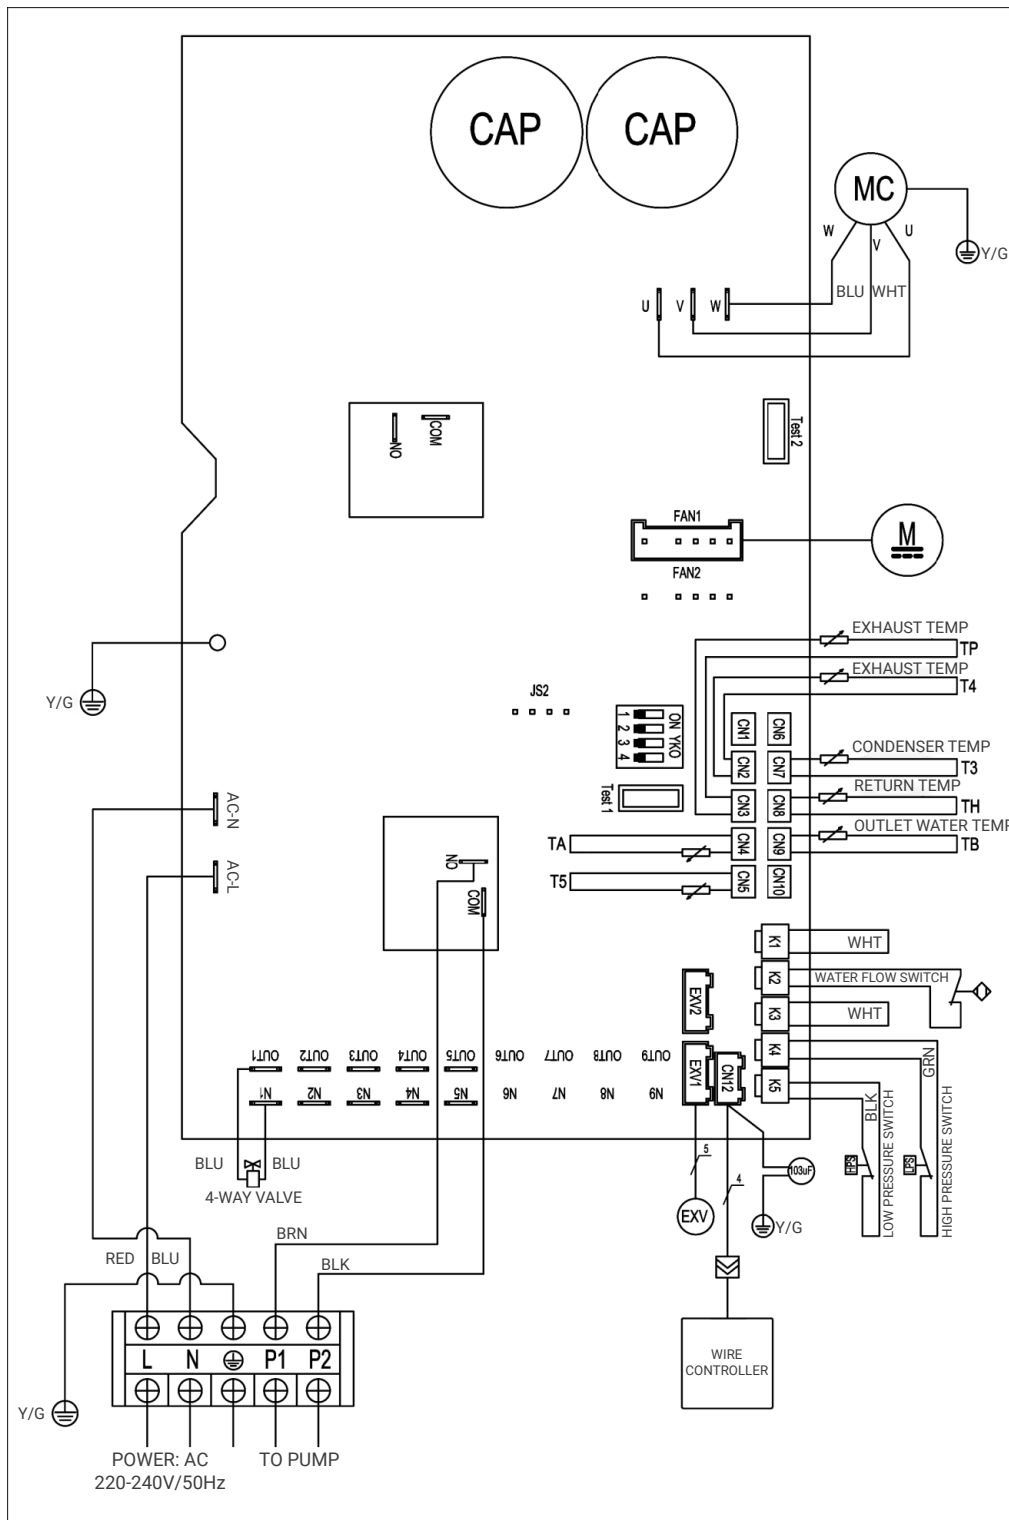 CAP
CAP
MC
W
V
U
Y/G
BLU
WHT
U
V
W
NO
COM
Test 2
FAN1
M
FAN2
EXHAUST TEMP
TP
EXHAUST TEMP
T4
Y/G
JS2
1
2
3
4
ON YKO
CN1
CN6
CONDENSER TEMP
CN2
CN7
T3
RETURN TEMP
Test 1
CN3
CN8
TH
AC-N
OUTLET WATER TEMP
TA
CN4
CN9
TB
AC-L
NO
COM
T5
CN5
CN10
K1
WHT
K2
WATER FLOW SWITCH
EXV2
K3
WHT
OUT1
OUT2
OUT3
OUT4
OUT5
OUT6
OUT7
OUT8
OUT9
EXV1
CN12
K4
GRN
N1
N2
N3
N4
N5
N6
N7
N8
N9
K5
BLK
BLU
BLU
4-WAY VALVE
5
4
103uF
HPS
LOW PRESSURE SWITCH
LPS
HIGH PRESSURE SWITCH
EXV
Y/G
BRN
RED
BLU
BLK
L
N
P1
P2
WIRE
CONTROLLER
Y/G
POWER: AC
220-240V/50Hz
TO PUMP